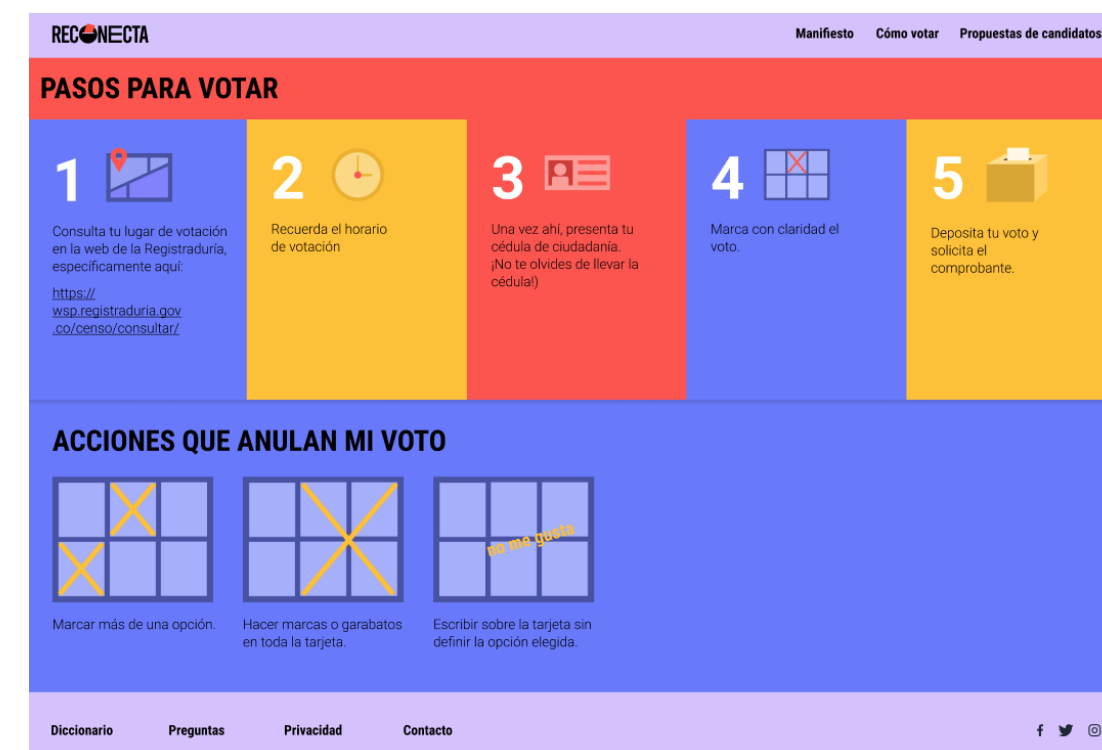 RECONECTA
Manifiesto
Cómo votar
Propuestas de candidatos
PASOS PARA VOTAR
1
Consulta tu lugar de votación
en la web de la Registraduría,
específicamente aquí:
https://
wsp.registraduria.gov
.co/censo/consultar/
2
Recuerda el horario
de votación
3
Una vez ahí, presenta tu
cédula de ciudadanía.
¡No te olvides de llevar la
cédula!)
4
Marca con claridad el
voto.
5
Deposita tu voto y
solicita el
comprobante.
ACCIONES QUE ANULAN MI VOTO
Marcar más de una opción.
Hacer marcas o garabatos
en toda la tarjeta.
no me gusta
Escribir sobre la tarjeta sin
definir la opción elegida.
Diccionario
Preguntas
Privacidad
Contacto